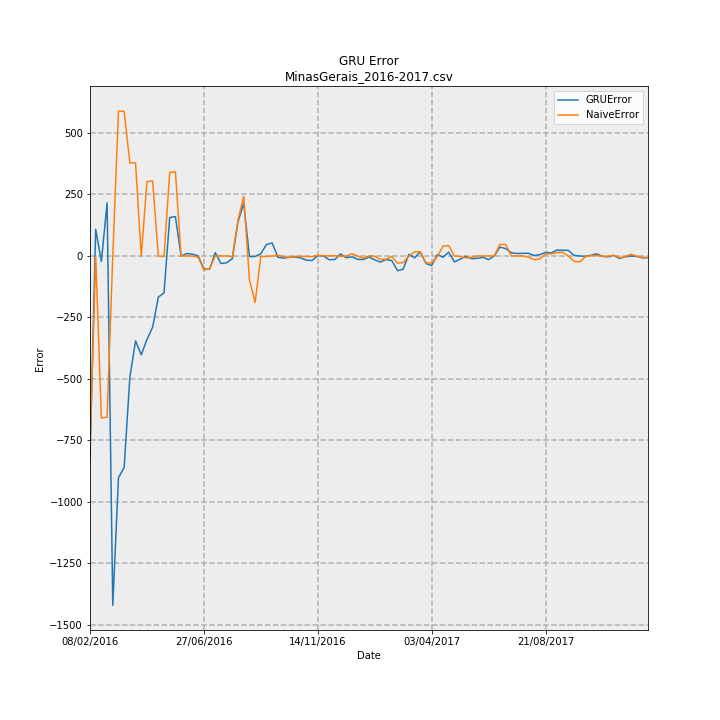 GRU Error
MinasGerais_2016-2017.csv
GRUError
NaiveError
500
250
0
−250
−500
−750
−1000
−1250
−1500
Error
08/02/2016
27/06/2016
14/11/2016
03/04/2017
21/08/2017
Date